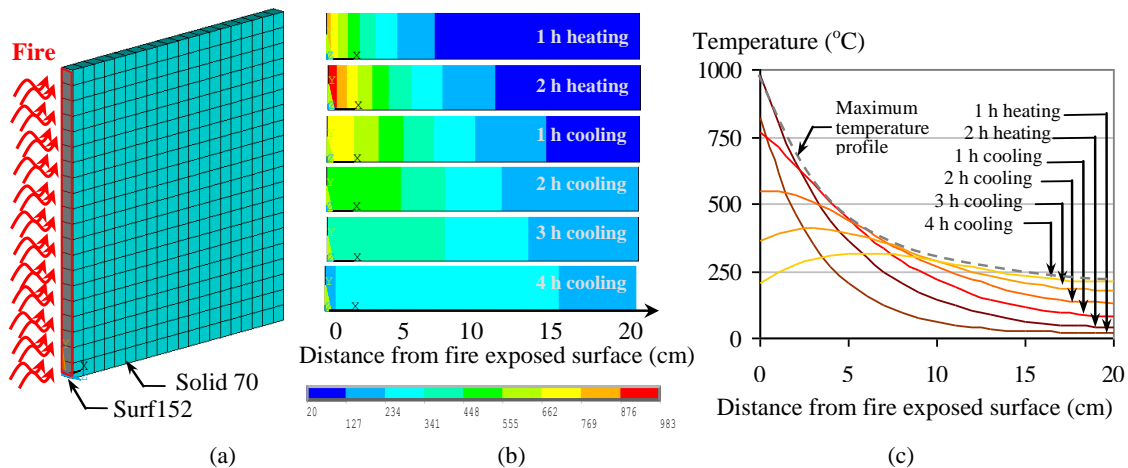 Fire
X
Solid 70
Surf152
(a)
(b)
1 h heating
X
2 h heating
Y
X
1 h cooling
X
2 h cooling
X
3 h cooling
X
4 h cooling
X
0 5 10 15 20
Distance from fire exposed surface (cm)
20 234 448 662 876
127 341 555 769 983
(b)
Temperature (°C)
1000
750
500
250
0
Maximum
temperature
profile
1 h heating
2 h heating
1 h cooling
2 h cooling
3 h cooling
4 h cooling
0 5 10 15 20
Distance from fire exposed surface (cm)
(c)